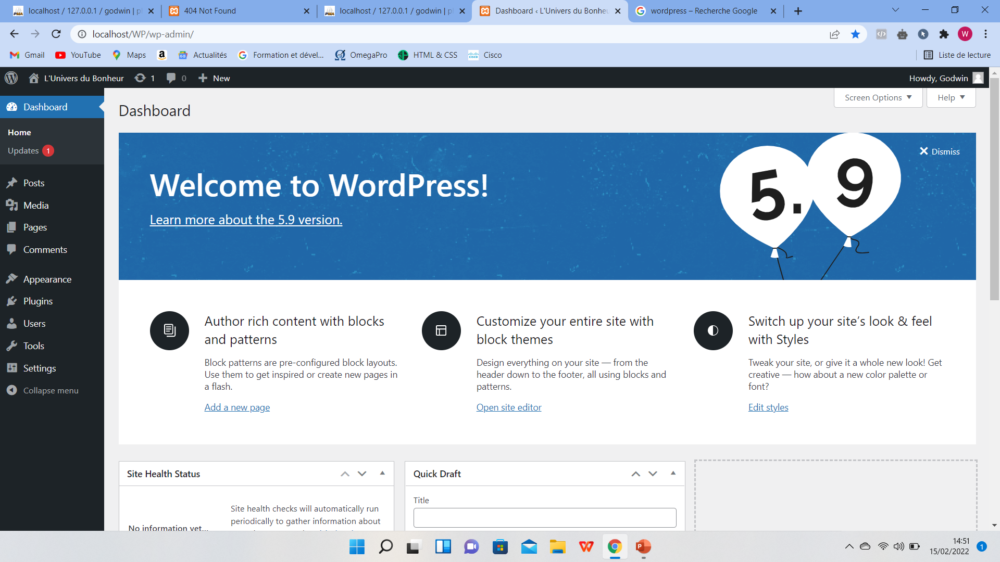 localhost / 127.0.0.1 / godwin | pl
404 Not Found
localhost / 127.0.0.1 / godwin | p
Dashboard ‹ L'Univers du Bonheu
wordpress – Recherche Google
localhost/WP/wp-admin/
W
Gmail
YouTube
Maps
Actualités
Formation et dével...
OmegaPro
HTML & CSS
Cisco
Liste de lecture
L'Univers du Bonheur
1
0
New
Howdy, Godwin
Dashboard
Home
Updates 1
Posts
Media
Pages
Comments
Appearance
Plugins
Users
Tools
Settings
Collapse menu
Screen Options
Help
Dashboard
Welcome to WordPress!
Learn more about the 5.9 version.
5.9
Dismiss
Author rich content with blocks
and patterns
Block patterns are pre-configured block layouts.
Use them to get inspired or create new pages in
a flash.
Add a new page
Customize your entire site with
block themes
Design everything on your site — from the
header down to the footer, all using blocks and
patterns.
Open site editor
Switch up your site’s look & feel
with Styles
Tweak your site, or give it a whole new look! Get
creative — how about a new color palette or
font?
Edit styles
Site Health Status
No information yet...
Site health checks will automatically run
periodically to gather information about
Quick Draft
Title
14:51
15/02/2022
1